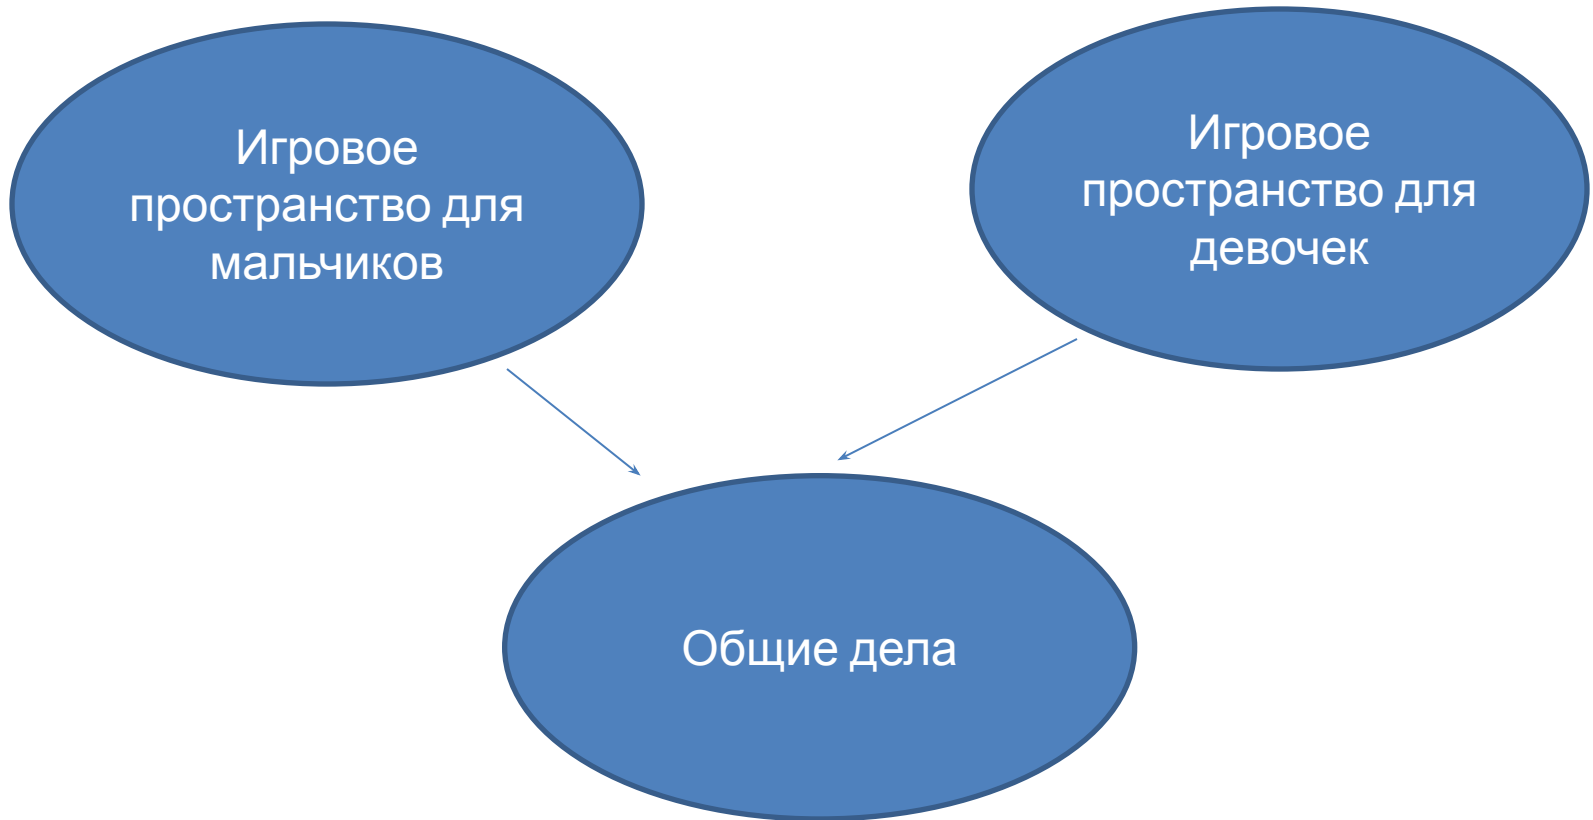 Игровое
пространство для
мальчиков
Игровое
пространство для
девочек
Общие дела